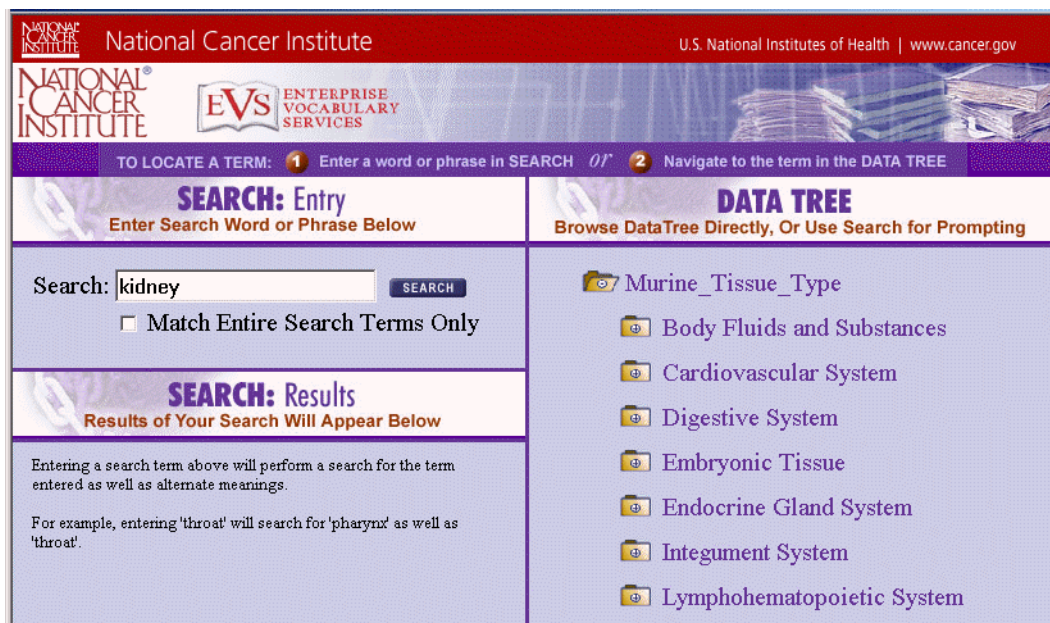 NATIONAL CANCER INSTITUTE
National Cancer Institute
U.S. National Institutes of Health | www.cancer.gov
NATIONAL®
CANCER
INSTITUTE
EVS
ENTERPRISE
VOCABULARY
SERVICES
TO LOCATE A TERM: 1 Enter a word or phrase in SEARCH or 2 Navigate to the term in the DATA TREE
SEARCH: Entry
Enter Search Word or Phrase Below
Search: kidney SEARCH
Match Entire Search Terms Only
SEARCH: Results
Results of Your Search Will Appear Below
Entering a search term above will perform a search for the term
entered as well as alternate meanings.
For example, entering 'throat' will search for 'pharynx' as well as
'throat'.
DATA TREE
Browse DataTree Directly, Or Use Search for Prompting
Murine_Tissue_Type
Body Fluids and Substances
Cardiovascular System
Digestive System
Embryonic Tissue
Endocrine Gland System
Integument System
Lymphohematopoietic System